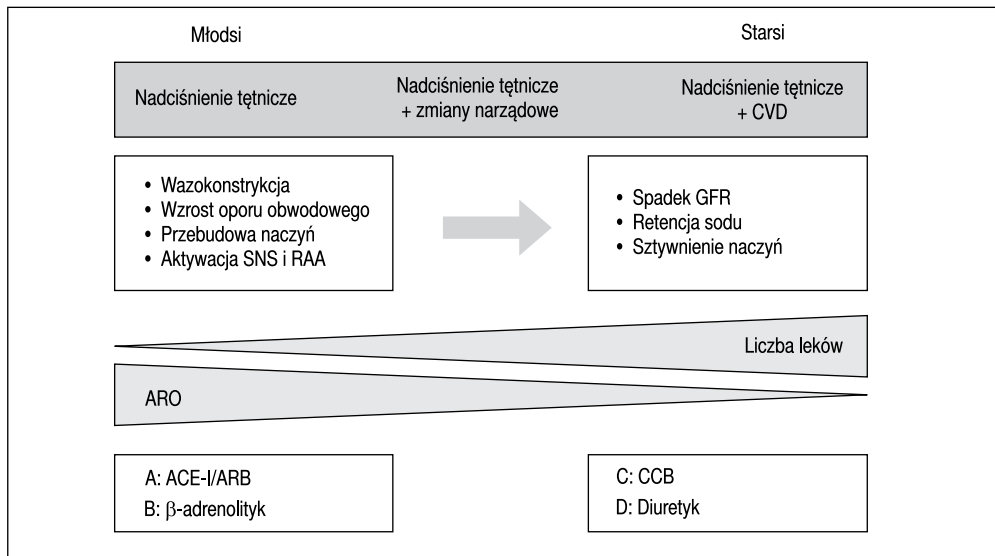 Młodsi
Starsi
Nadciśnienie tętnicze
Nadciśnienie tętnicze
+ zmiany narządowe
Nadciśnienie tętnicze
+ CVD
• Wazokonstrykcja
• Wzrost oporu obwodowego
• Przebudowa naczyń
• Aktywacja SNS i RAA
• Spadek GFR
• Retencja sodu
• Sztywnienie naczyń
Liczba leków
ARO
A: ACE-I/ARB
B: β-adrenolityk
C: CCB
D: Diuretyk